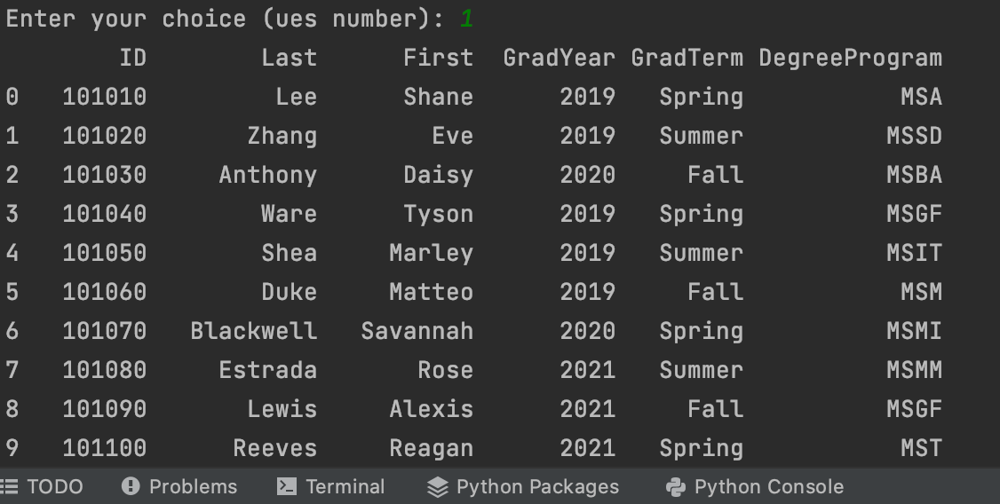 Enter your choice (ues number): 1
ID Last First GradYear GradTerm DegreeProgram
0 101010 Lee Shane 2019 Spring MSA
1 101020 Zhang Eve 2019 Summer MSSD
2 101030 Anthony Daisy 2020 Fall MSBA
3 101040 Ware Tyson 2019 Spring MSGF
4 101050 Shea Marley 2019 Summer MSIT
5 101060 Duke Matteo 2019 Fall MSM
6 101070 Blackwell Savannah 2020 Spring MSMI
7 101080 Estrada Rose 2021 Summer MSMM
8 101090 Lewis Alexis 2021 Fall MSGF
9 101100 Reeves Reagan 2021 Spring MST
TODO Problems Terminal Python Packages Python Console